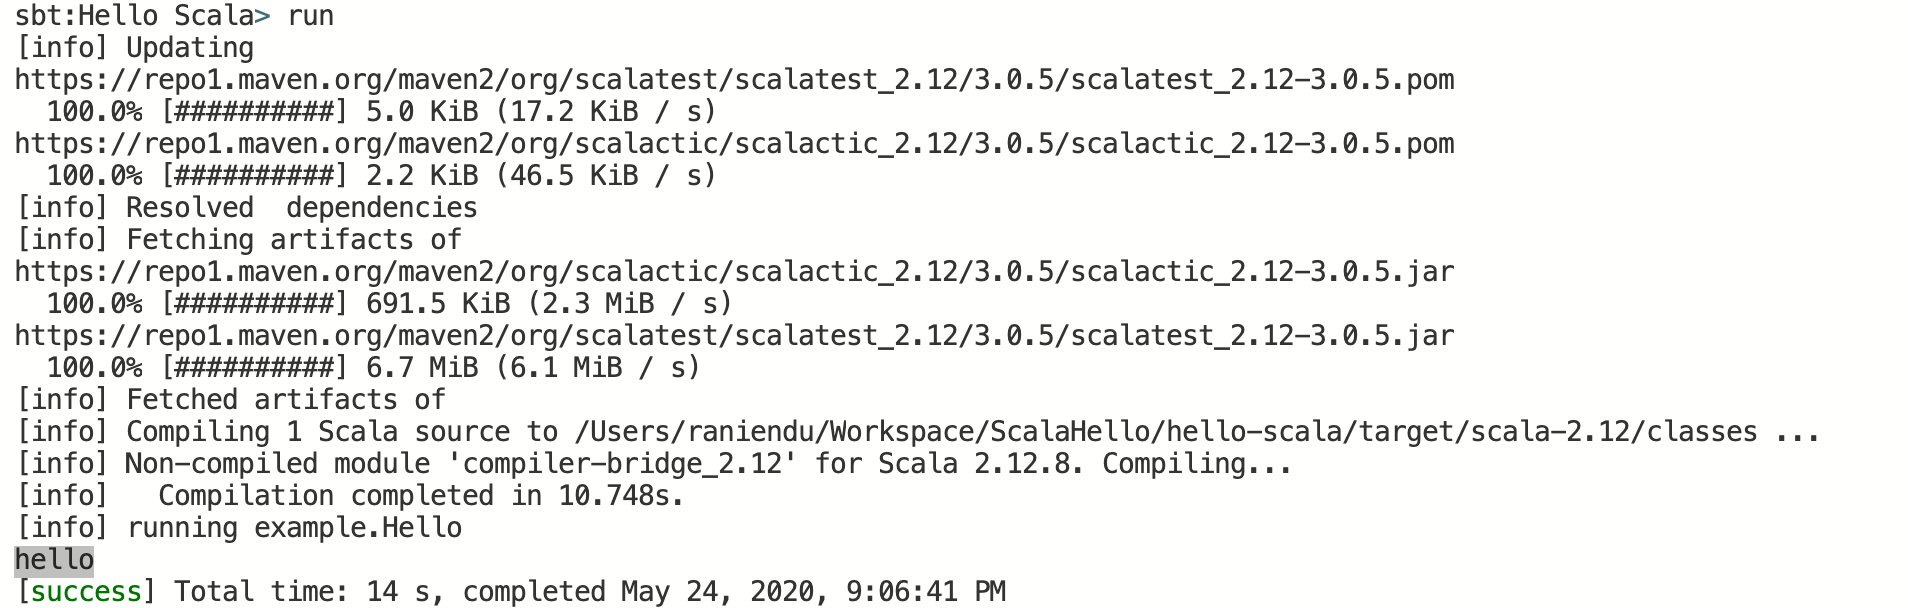 sbt:Hello Scala> run
[info] Updating
https://repo1.maven.org/maven2/org/scalatest/scalatest_2.12/3.0.5/scalatest_2.12-3.0.5.pom
  100.0% [##########] 5.0 KiB (17.2 KiB / s)
https://repo1.maven.org/maven2/org/scalactic/scalactic_2.12/3.0.5/scalactic_2.12-3.0.5.pom
  100.0% [##########] 2.2 KiB (46.5 KiB / s)
[info] Resolved  dependencies
[info] Fetching artifacts of
https://repo1.maven.org/maven2/org/scalactic/scalactic_2.12/3.0.5/scalactic_2.12-3.0.5.jar
  100.0% [##########] 691.5 KiB (2.3 MiB / s)
https://repo1.maven.org/maven2/org/scalatest/scalatest_2.12/3.0.5/scalatest_2.12-3.0.5.jar
  100.0% [##########] 6.7 MiB (6.1 MiB / s)
[info] Fetched artifacts of
[info] Compiling 1 Scala source to /Users/raniendu/Workspace/ScalaHello/hello-scala/target/scala-2.12/classes ...
[info] Non-compiled module 'compiler-bridge_2.12' for Scala 2.12.8. Compiling...
[info]   Compilation completed in 10.748s.
[info] running example.Hello
hello
[success] Total time: 14 s, completed May 24, 2020, 9:06:41 PM